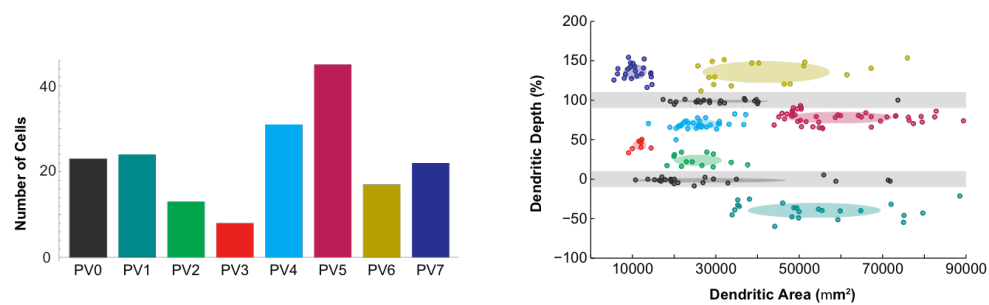 Number of Cells
40
20
0
PV0 PV1 PV2 PV3 PV4 PV5 PV6 PV7
Dendritic Depth (%)
200
150
100
50
0
−50
−100
10000 30000 50000 70000 90000
Dendritic Area (mm²)